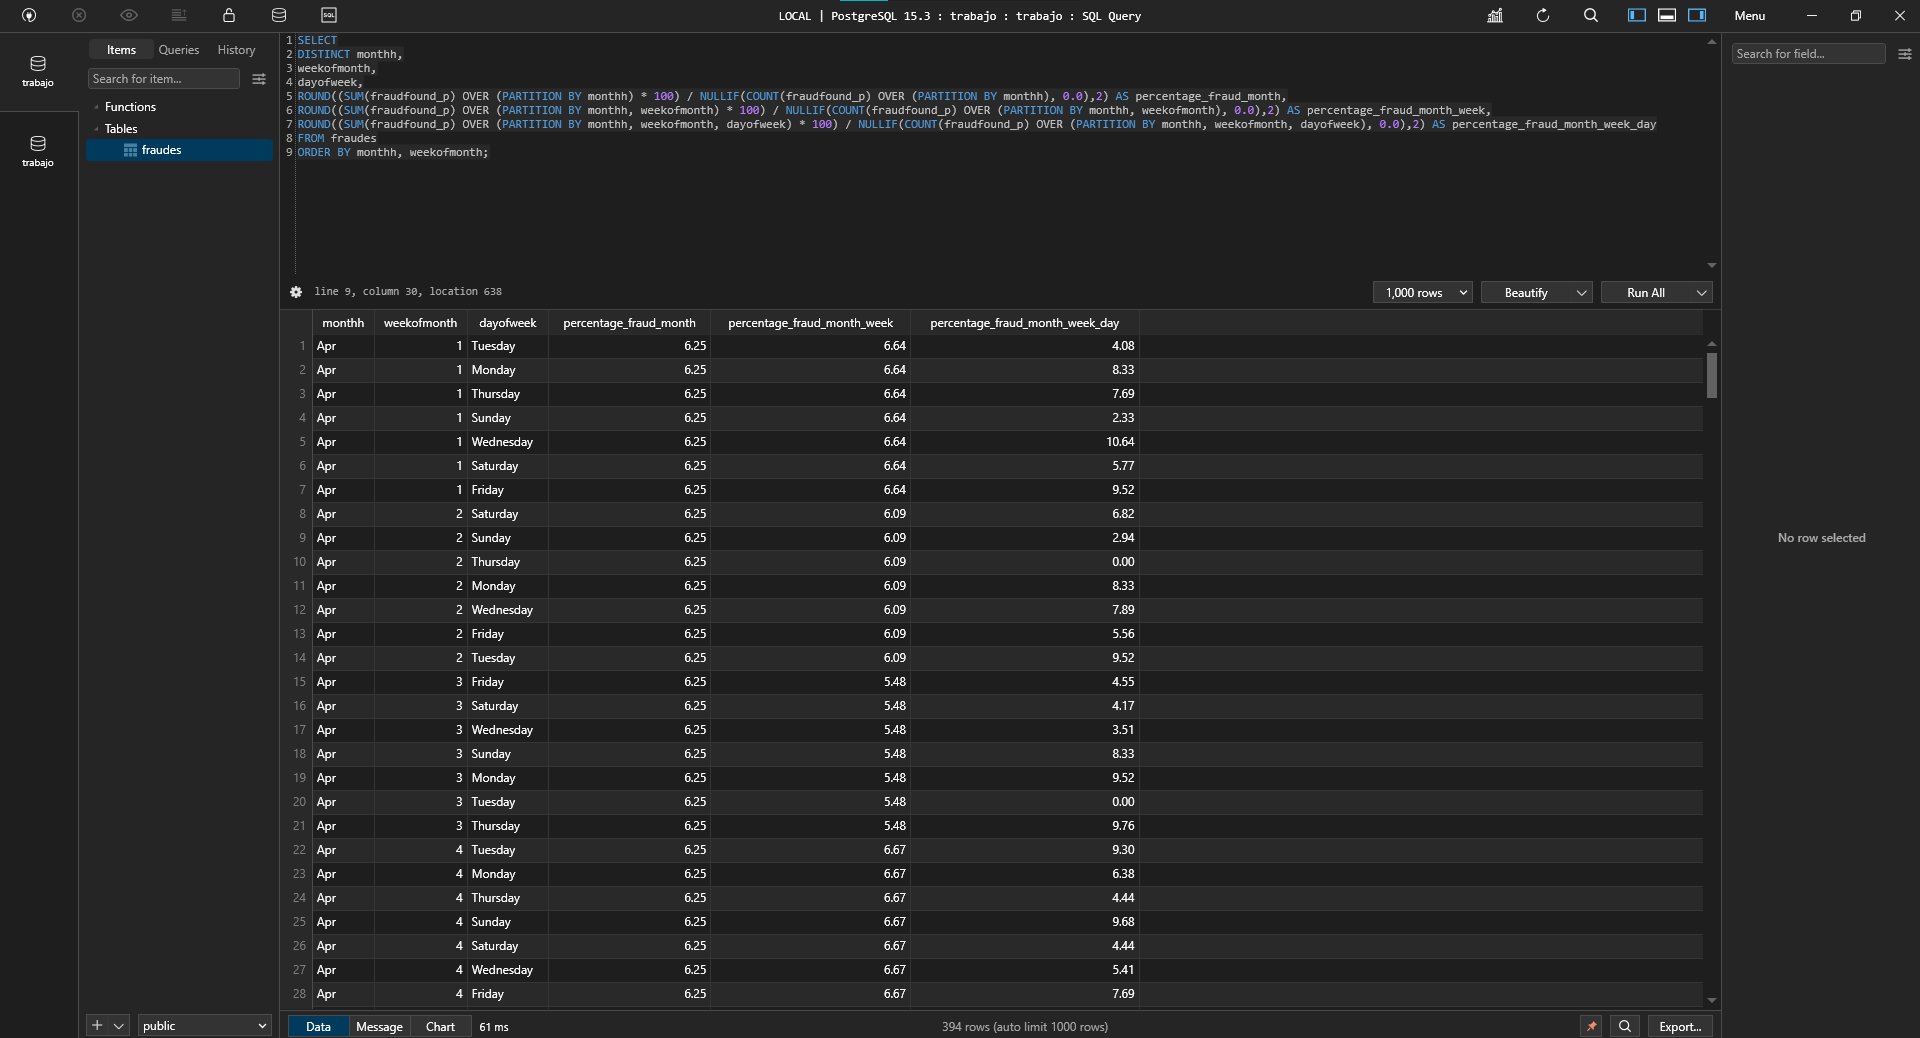 SQL
LOCAL | PostgreSQL 15.3 : trabajo : trabajo : SQL Query
Menu
trabajo
trabajo
Items Queries History
Search for item...
Functions
Tables
fraudes
public
1 SELECT
2 DISTINCT monthh,
3 weekofmonth,
4 dayofweek,
5 ROUND((SUM(fraudfound_p) OVER (PARTITION BY monthh) * 100) / NULLIF(COUNT(fraudfound_p) OVER (PARTITION BY monthh), 0.0),2) AS percentage_fraud_month,
6 ROUND((SUM(fraudfound_p) OVER (PARTITION BY monthh, weekofmonth) * 100) / NULLIF(COUNT(fraudfound_p) OVER (PARTITION BY monthh, weekofmonth), 0.0),2) AS percentage_fraud_month_week,
7 ROUND((SUM(fraudfound_p) OVER (PARTITION BY monthh, weekofmonth, dayofweek) * 100) / NULLIF(COUNT(fraudfound_p) OVER (PARTITION BY monthh, weekofmonth, dayofweek), 0.0),2) AS percentage_fraud_month_week_day
8 FROM fraudes
9 ORDER BY monthh, weekofmonth;
line 9, column 30, location 638
1,000 rows Beautify Run All
monthh weekofmonth dayofweek percentage_fraud_month percentage_fraud_month_week percentage_fraud_month_week_day
1 Apr 1 Tuesday 6.25 6.64 4.08
2 Apr 1 Monday 6.25 6.64 8.33
3 Apr 1 Thursday 6.25 6.64 7.69
4 Apr 1 Sunday 6.25 6.64 2.33
5 Apr 1 Wednesday 6.25 6.64 10.64
6 Apr 1 Saturday 6.25 6.64 5.77
7 Apr 1 Friday 6.25 6.64 9.52
8 Apr 2 Saturday 6.25 6.09 6.82
9 Apr 2 Sunday 6.25 6.09 2.94
10 Apr 2 Thursday 6.25 6.09 0.00
11 Apr 2 Monday 6.25 6.09 8.33
12 Apr 2 Wednesday 6.25 6.09 7.89
13 Apr 2 Friday 6.25 6.09 5.56
14 Apr 2 Tuesday 6.25 6.09 9.52
15 Apr 3 Friday 6.25 5.48 4.55
16 Apr 3 Saturday 6.25 5.48 4.17
17 Apr 3 Wednesday 6.25 5.48 3.51
18 Apr 3 Sunday 6.25 5.48 8.33
19 Apr 3 Monday 6.25 5.48 9.52
20 Apr 3 Tuesday 6.25 5.48 0.00
21 Apr 3 Thursday 6.25 5.48 9.76
22 Apr 4 Tuesday 6.25 6.67 9.30
23 Apr 4 Monday 6.25 6.67 6.38
24 Apr 4 Thursday 6.25 6.67 4.44
25 Apr 4 Sunday 6.25 6.67 9.68
26 Apr 4 Saturday 6.25 6.67 4.44
27 Apr 4 Wednesday 6.25 6.67 5.41
28 Apr 4 Friday 6.25 6.67 7.69
Data Message Chart 61 ms
394 rows (auto limit 1000 rows)
Export...
Search for field...
No row selected